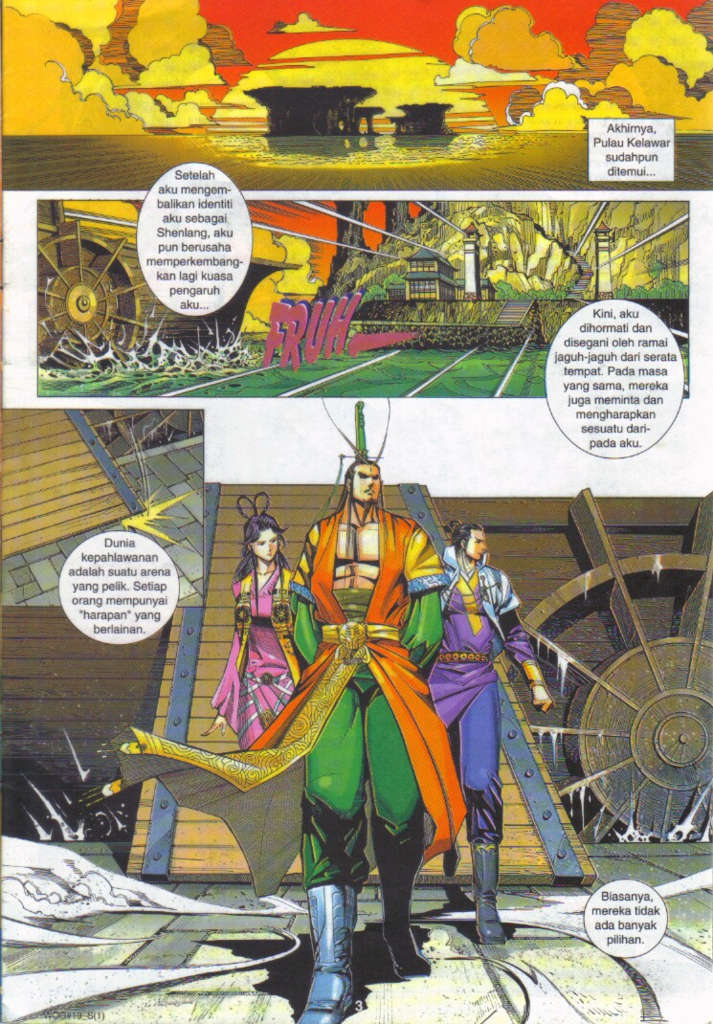 Akhirnya,
Pulau Kelawar
sudahpun
ditemui...
Setelah
aku mengem-
balikan identiti
aku sebagai
Shenlang, aku
pun berusaha
memperkembang-
kan lagi kuasa
pengaruh
aku...
FRUH
Kini, aku
dihormati dan
disegani oleh ramai
jaguh-jaguh dari serata
tempat. Pada masa
yang sama, mereka
juga meminta dan
mengharapkan
sesuatu dari-
pada aku.
Dunia
kepahlawanan
adalah suatu arena
yang pelik. Setiap
orang mempunyai
"harapan" yang
berlainan.
Biasanya,
mereka tidak
ada banyak
pilihan.
3